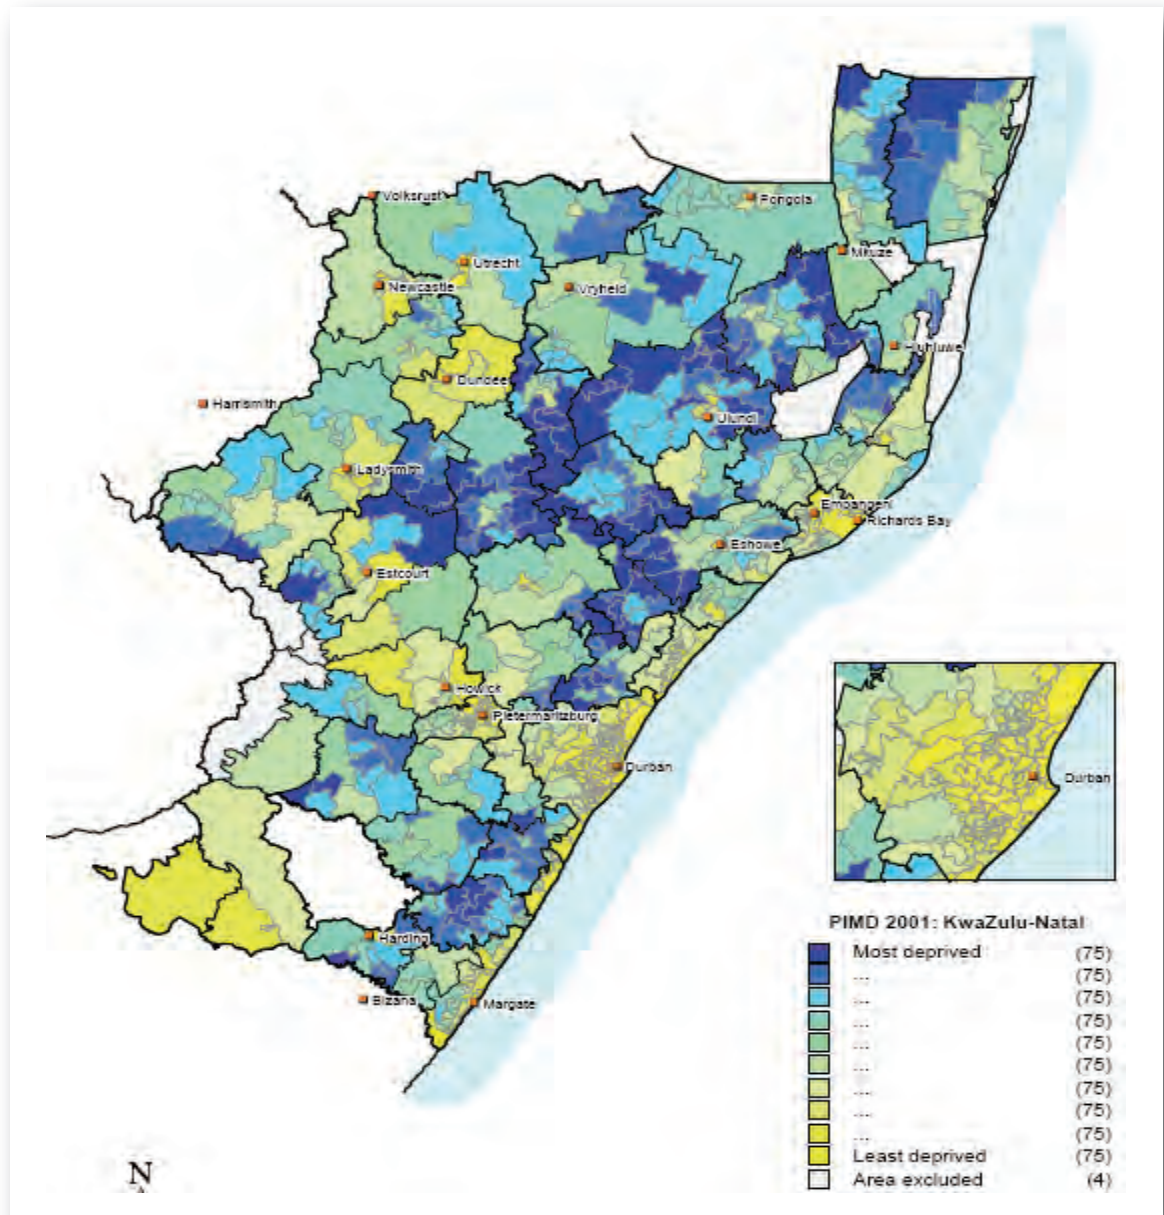 Volksrust
Pongola
Utrecht
Mkuze
Newcastle
Vryheid
Hluhluwe
Dundee
Harrismith
Ulundi
Ladysmith
Empangeni
Richards Bay
Eshowe
Estcourt
Howick
Pietermaritzburg
Durban
Durban
Harding
Bizana
Margate
PIMD 2001: KwaZulu-Natal
Most deprived (75)
... (75)
... (75)
... (75)
... (75)
... (75)
... (75)
... (75)
... (75)
Least deprived (75)
Area excluded (4)
N